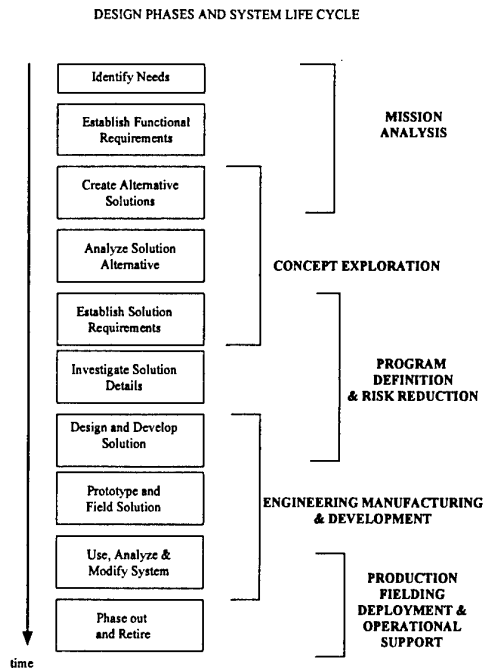 DESIGN PHASES AND SYSTEM LIFE CYCLE
Identify Needs
Establish Functional
Requirements
MISSION
ANALYSIS
Create Alternative
Solutions
Analyze Solution
Alternative
CONCEPT EXPLORATION
Establish Solution
Requirements
Investigate Solution
Details
PROGRAM
DEFINITION
& RISK REDUCTION
Design and Develop
Solution
Prototype and
Field Solution
ENGINEERING MANUFACTURING
& DEVELOPMENT
Use, Analyze &
Modify System
Phase out
and Retire
PRODUCTION
FIELDING
DEPLOYMENT &
OPERATIONAL
SUPPORT
time